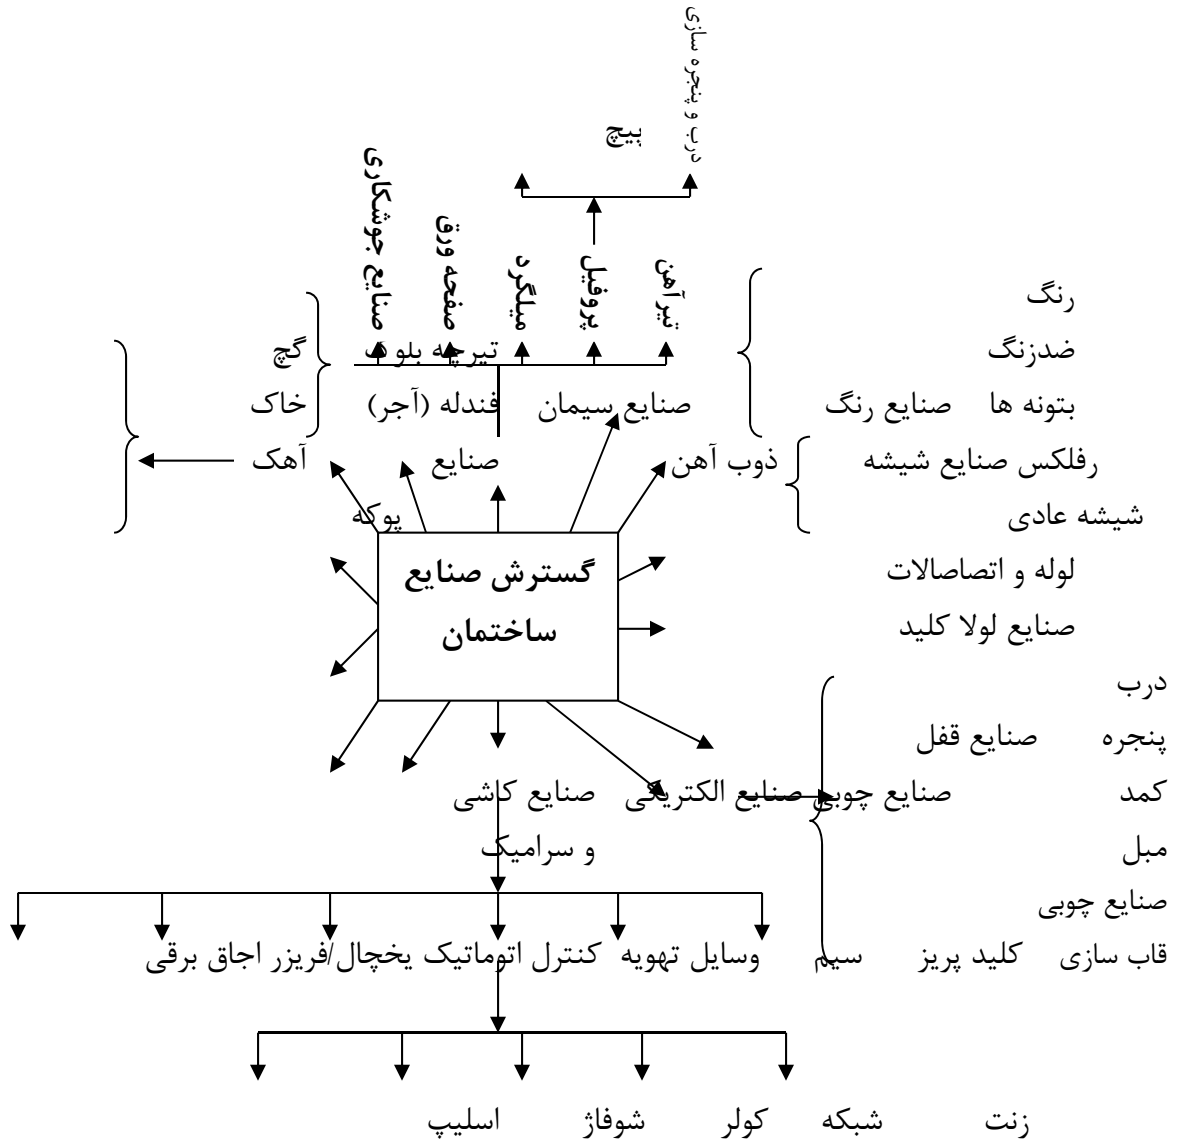 درب و پنجره سازی
پیچ
صنایع جوشکاری
صفحه ورق
میلگرد
پروفیل
تیرآهن
رنگ
ضدزنگ تیرچه بلوک گچ
بتونه ها صنایع رنگ صنایع سیمان قندله (آجر) خاک
رفلکس صنایع شیشه ذوب آهن صنایع آهک
شیشه عادی پوکه
گسترش صنایع
ساختمان
لوله و اتصاصالات
صنایع لولا کلید
درب
پنجره صنایع قفل
کمد صنایع چوبی صنایع الکتریکی صنایع کاشی
مبل و سرامیک
صنایع چوبی
قاب سازی کلید پریز سیم وسایل تهویه کنترل اتوماتیک یخچال/فریزر اجاق برقی
زنت شبکه کولر شوفاژ اسلیپ